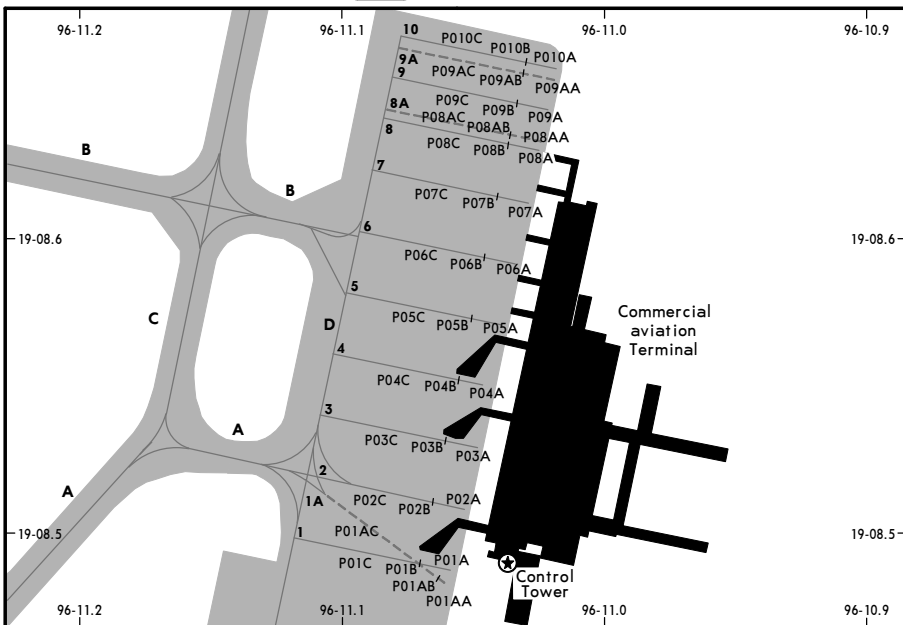 96-11.2
96-11.1
96-11.0
96-10.9
10
P010C
P010B
P010A
9A
P09AC
P09AB
P09AA
9
P09C
P09B
P09A
8A
P08AC
P08AB
P08AA
8
P08C
P08B
P08A
B
7
P07C
P07B
P07A
B
19-08.6
6
P06C
P06B
P06A
19-08.6
5
P05C
P05B
P05A
C
D
Commercial
aviation
Terminal
4
P04C
P04B
P04A
3
P03C
P03B
P03A
A
A
2
P02C
P02B
P02A
1A
P01AC
19-08.5
1
P01C
P01B
P01A
P01AB
P01AA
19-08.5
Control
Tower
96-11.2
96-11.1
96-11.0
96-10.9